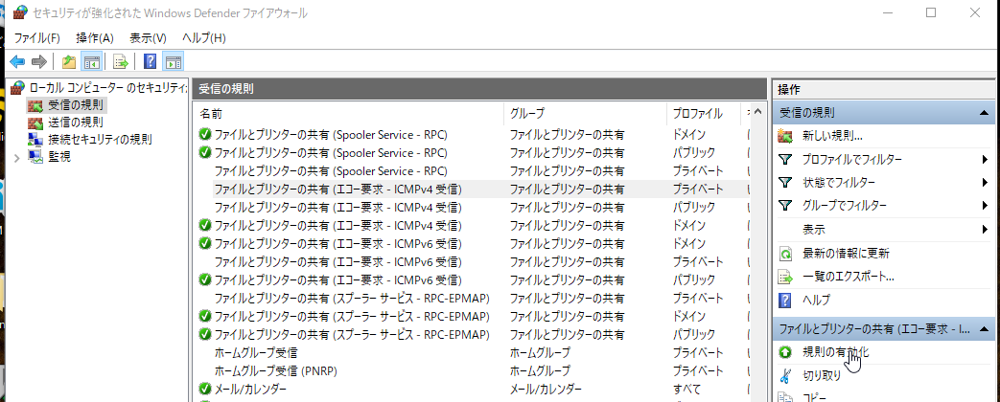 セキュリティが強化された Windows Defender ファイアウォール
ファイル(F) 操作(A) 表示(V) ヘルプ(H)
ローカル コンピューター のセキュリティ
受信の規則
送信の規則
接続セキュリティの規則
監視
受信の規則
名前 グループ プロファイル
ファイルとプリンターの共有 (Spooler Service - RPC) ファイルとプリンターの共有 ドメイン
ファイルとプリンターの共有 (Spooler Service - RPC) ファイルとプリンターの共有 パブリック
ファイルとプリンターの共有 (Spooler Service - RPC) ファイルとプリンターの共有 プライベート
ファイルとプリンターの共有 (エコー要求 - ICMPv4 受信) ファイルとプリンターの共有 プライベート
ファイルとプリンターの共有 (エコー要求 - ICMPv4 受信) ファイルとプリンターの共有 パブリック
ファイルとプリンターの共有 (エコー要求 - ICMPv4 受信) ファイルとプリンターの共有 ドメイン
ファイルとプリンターの共有 (エコー要求 - ICMPv6 受信) ファイルとプリンターの共有 ドメイン
ファイルとプリンターの共有 (エコー要求 - ICMPv6 受信) ファイルとプリンターの共有 プライベート
ファイルとプリンターの共有 (エコー要求 - ICMPv6 受信) ファイルとプリンターの共有 パブリック
ファイルとプリンターの共有 (スプーラー サービス - RPC-EPMAP) ファイルとプリンターの共有 プライベート
ファイルとプリンターの共有 (スプーラー サービス - RPC-EPMAP) ファイルとプリンターの共有 ドメイン
ファイルとプリンターの共有 (スプーラー サービス - RPC-EPMAP) ファイルとプリンターの共有 パブリック
ホームグループ受信 ホームグループ プライベート
ホームグループ受信 (PNRP) ホームグループ プライベート
メール/カレンダー メール/カレンダー すべて
操作
受信の規則
新しい規則...
プロファイルでフィルター
状態でフィルター
グループでフィルター
表示
最新の情報に更新
一覧のエクスポート...
ヘルプ
ファイルとプリンターの共有 (エコー要求 - I...
規則の有効化
切り取り
コピー